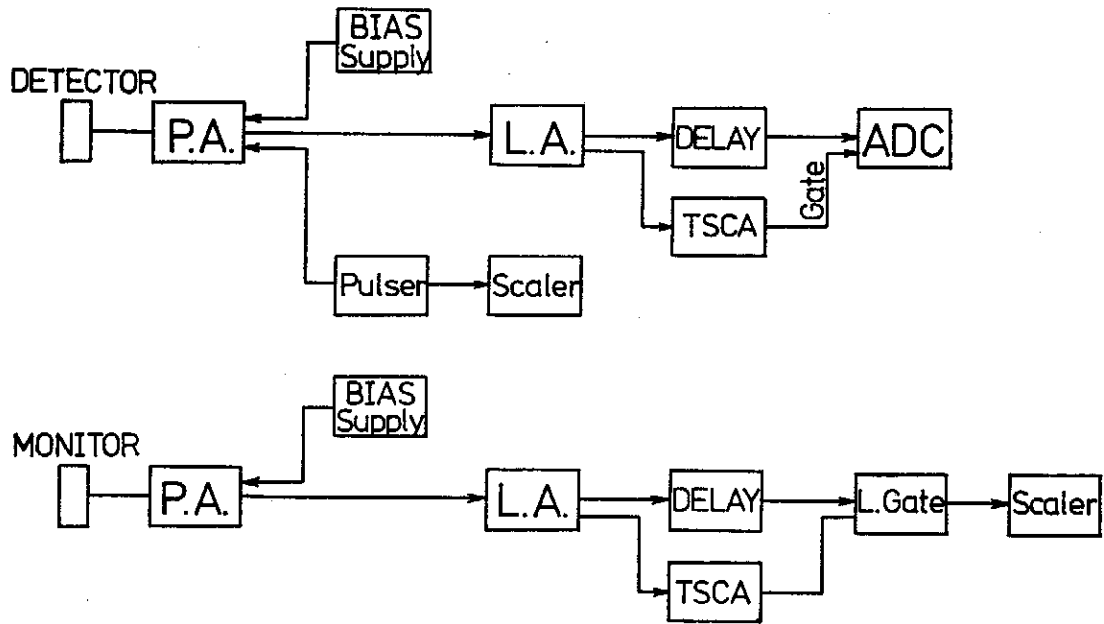 BIAS
Supply
DETECTOR
P.A.
L.A.
DELAY
ADC
Gate
TSCA
Pulser
Scaler
BIAS
Supply
MONITOR
P.A.
L.A.
DELAY
L.Gate
Scaler
TSCA